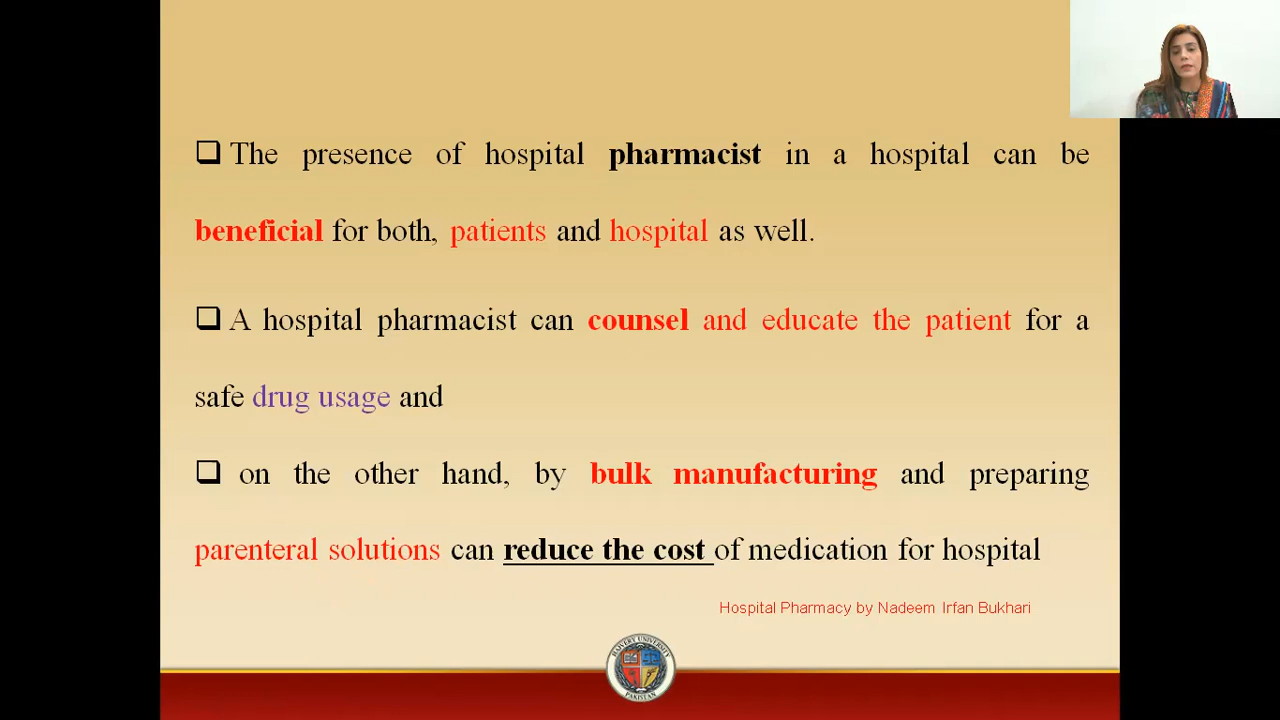 ❑ The presence of hospital pharmacist in a hospital can be
beneficial for both, patients and hospital as well.
❑ A hospital pharmacist can counsel and educate the patient for a
safe drug usage and
❑ on the other hand, by bulk manufacturing and preparing
parenteral solutions can reduce the cost of medication for hospital
Hospital Pharmacy by Nadeem Irfan Bukhari
PAKISTAN